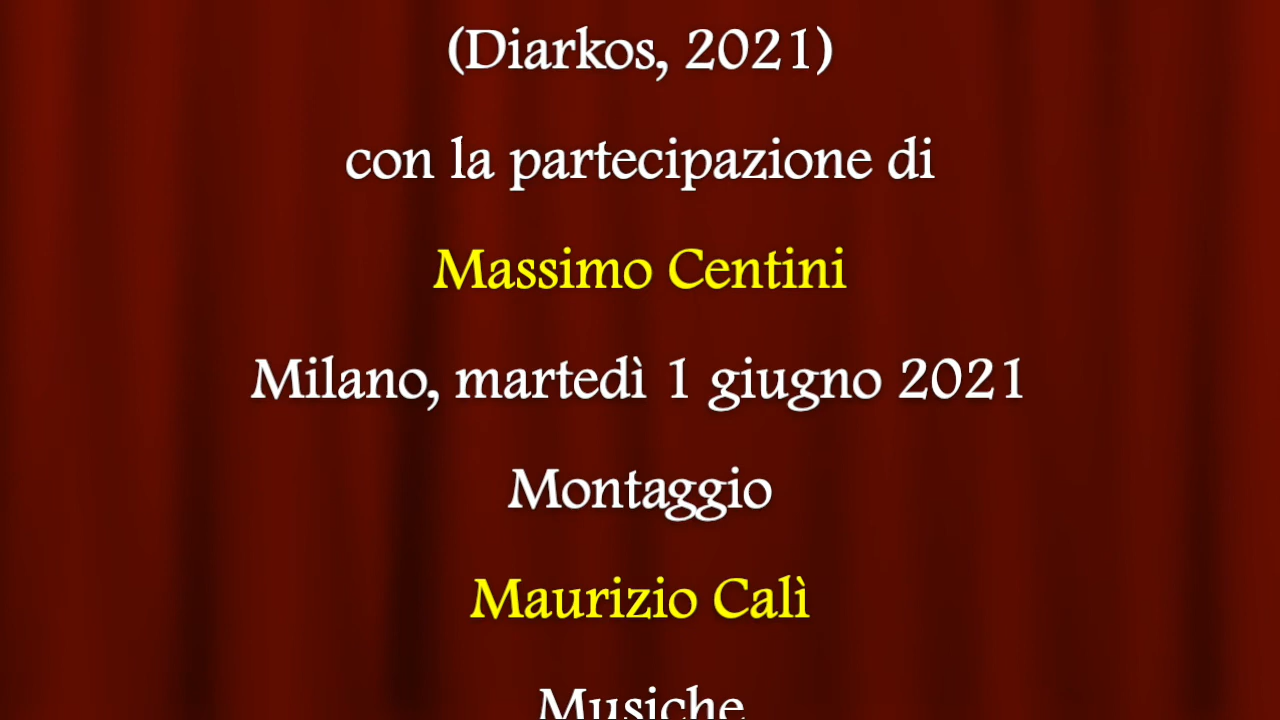 (Diarkos, 2021)
con la partecipazione di
Massimo Centini
Milano, martedì 1 giugno 2021
Montaggio
Maurizio Calì
Musiche